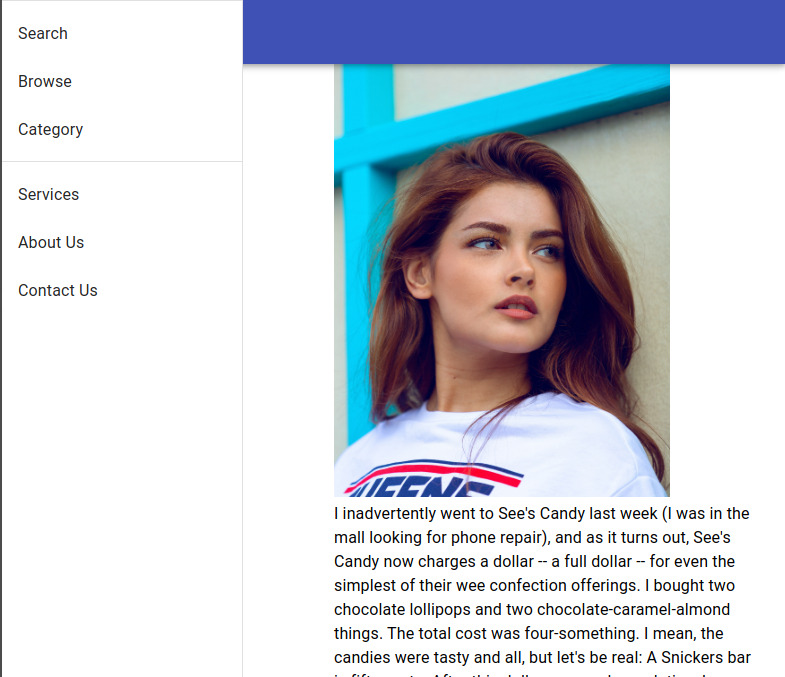 Search
Browse
Category
Services
About Us
Contact Us
I inadvertently went to See's Candy last week (I was in the
mall looking for phone repair), and as it turns out, See's
Candy now charges a dollar -- a full dollar -- for even the
simplest of their wee confection offerings. I bought two
chocolate lollipops and two chocolate-caramel-almond
things. The total cost was four-something. I mean, the
candies were tasty and all, but let's be real: A Snickers bar